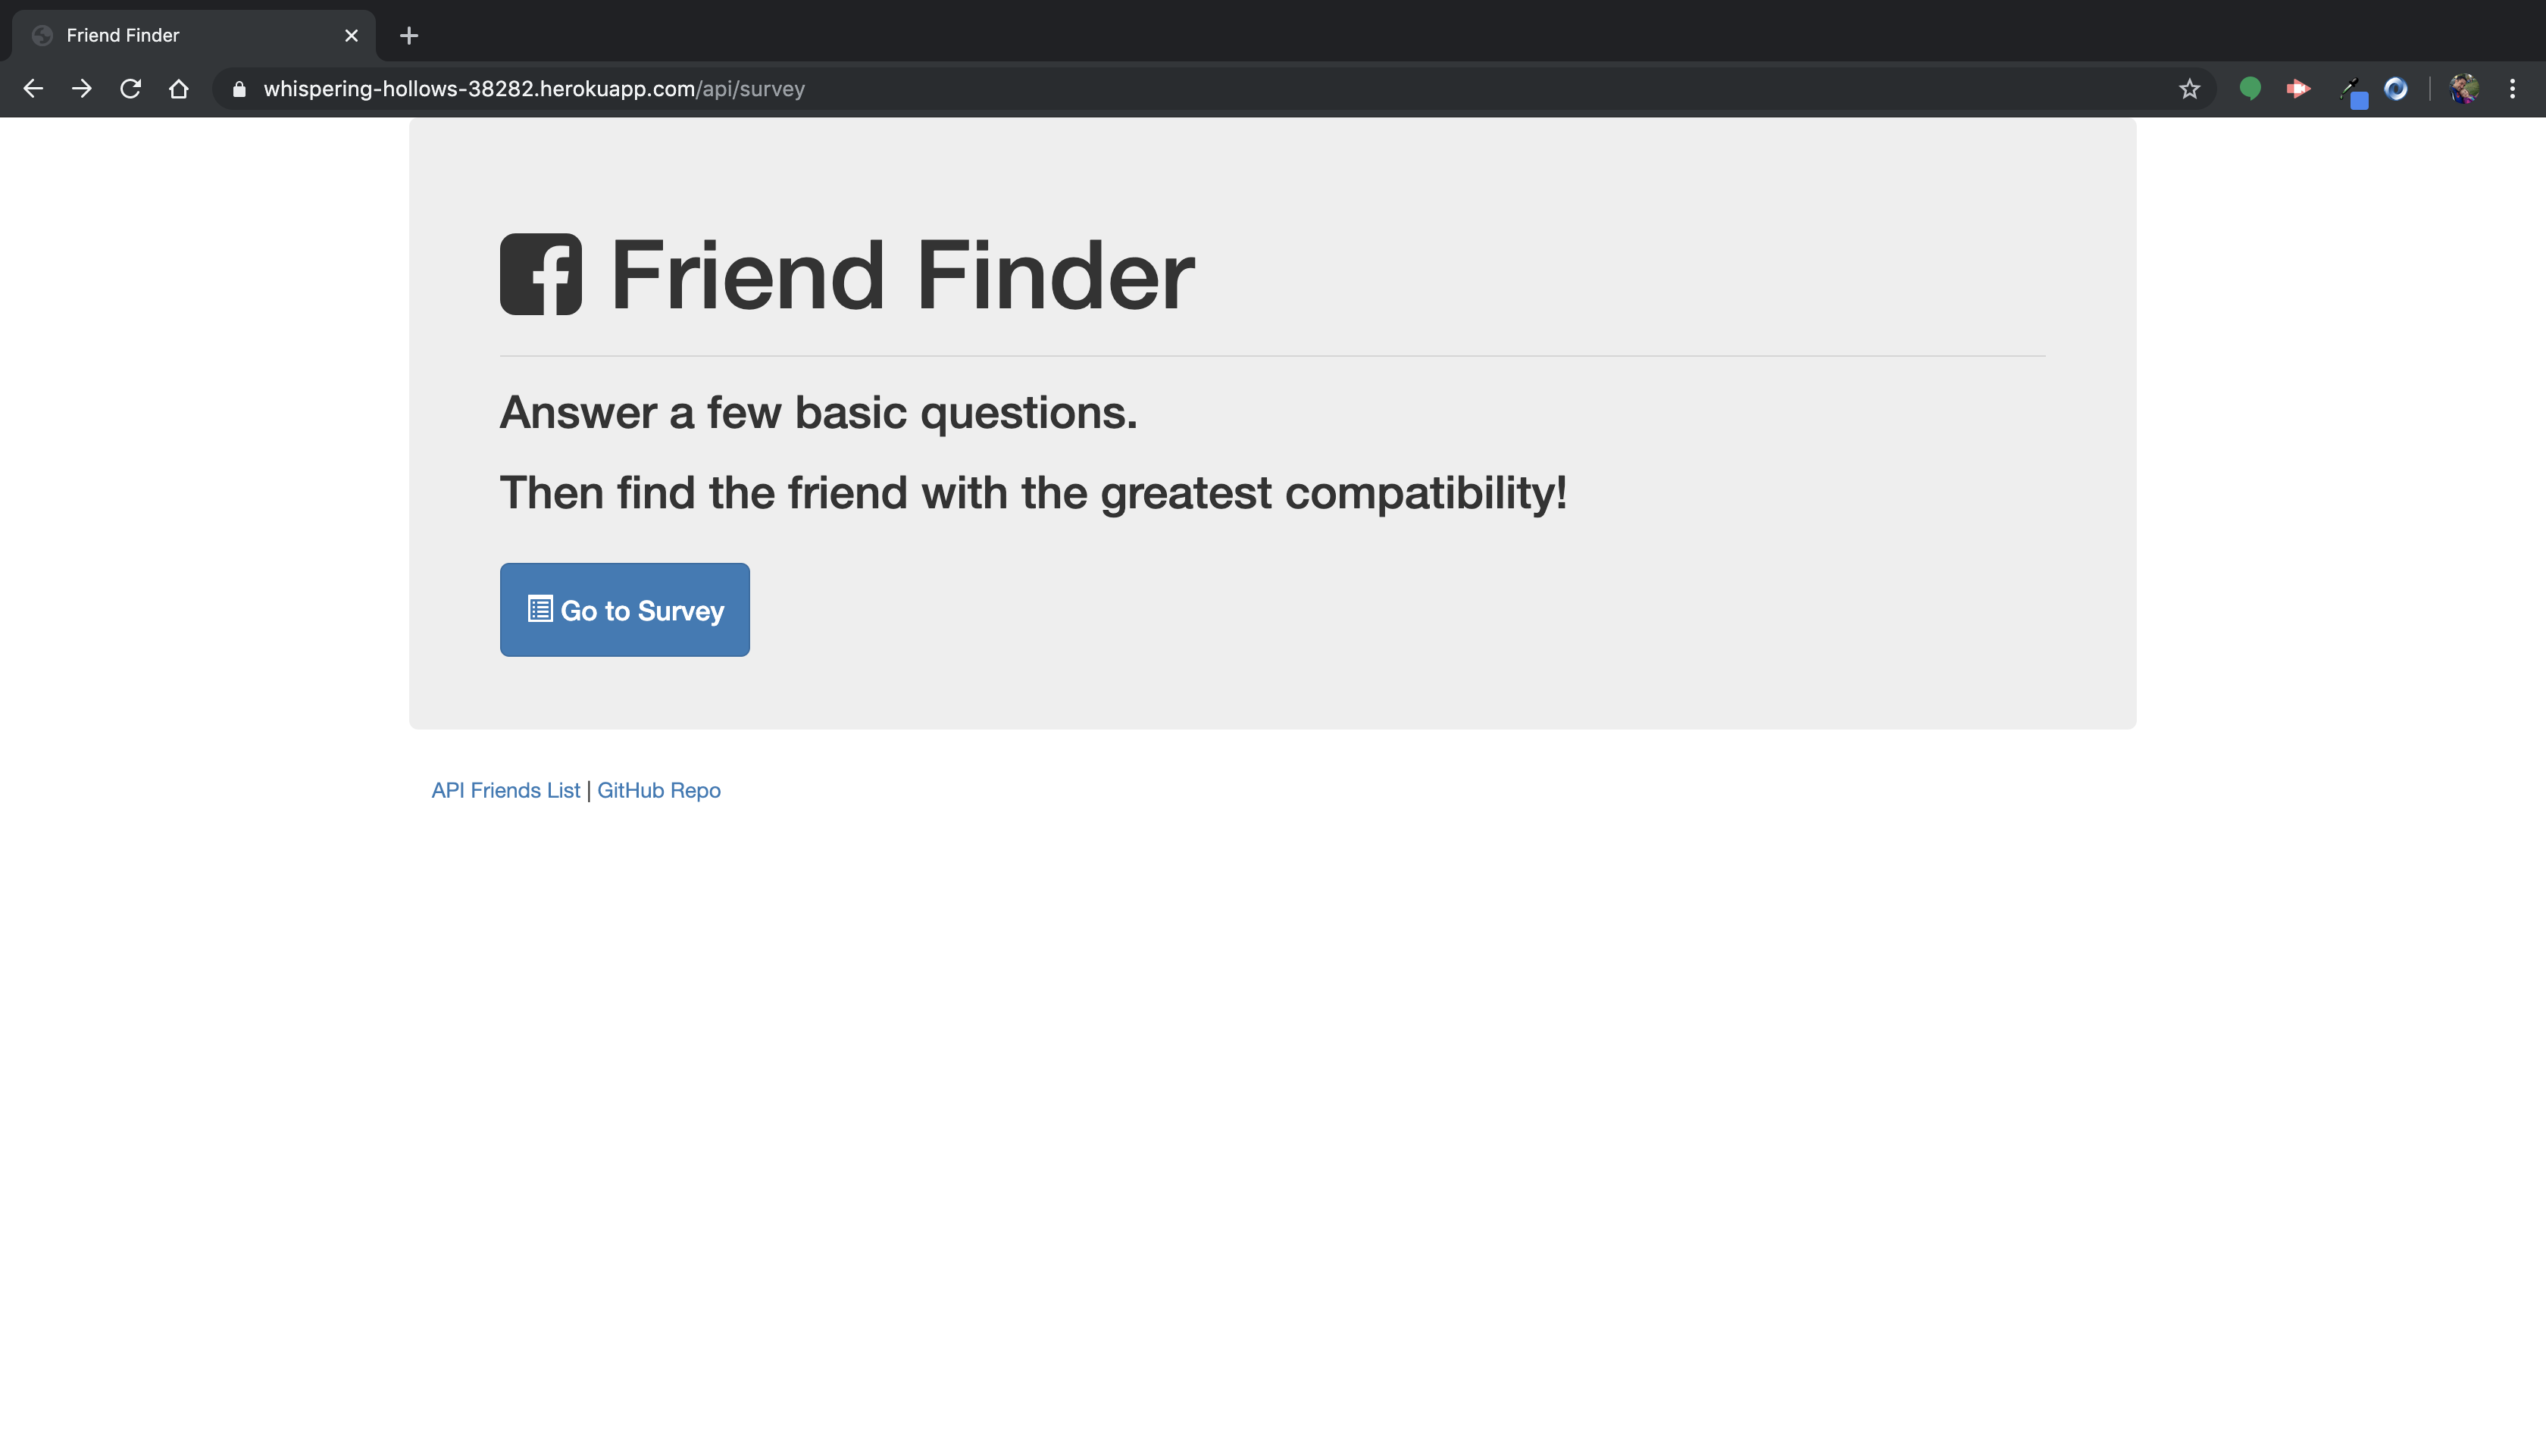 Friend Finder
whispering-hollows-38282.herokuapp.com/api/survey
Friend Finder
Answer a few basic questions.
Then find the friend with the greatest compatibility!
Go to Survey
API Friends List | GitHub Repo